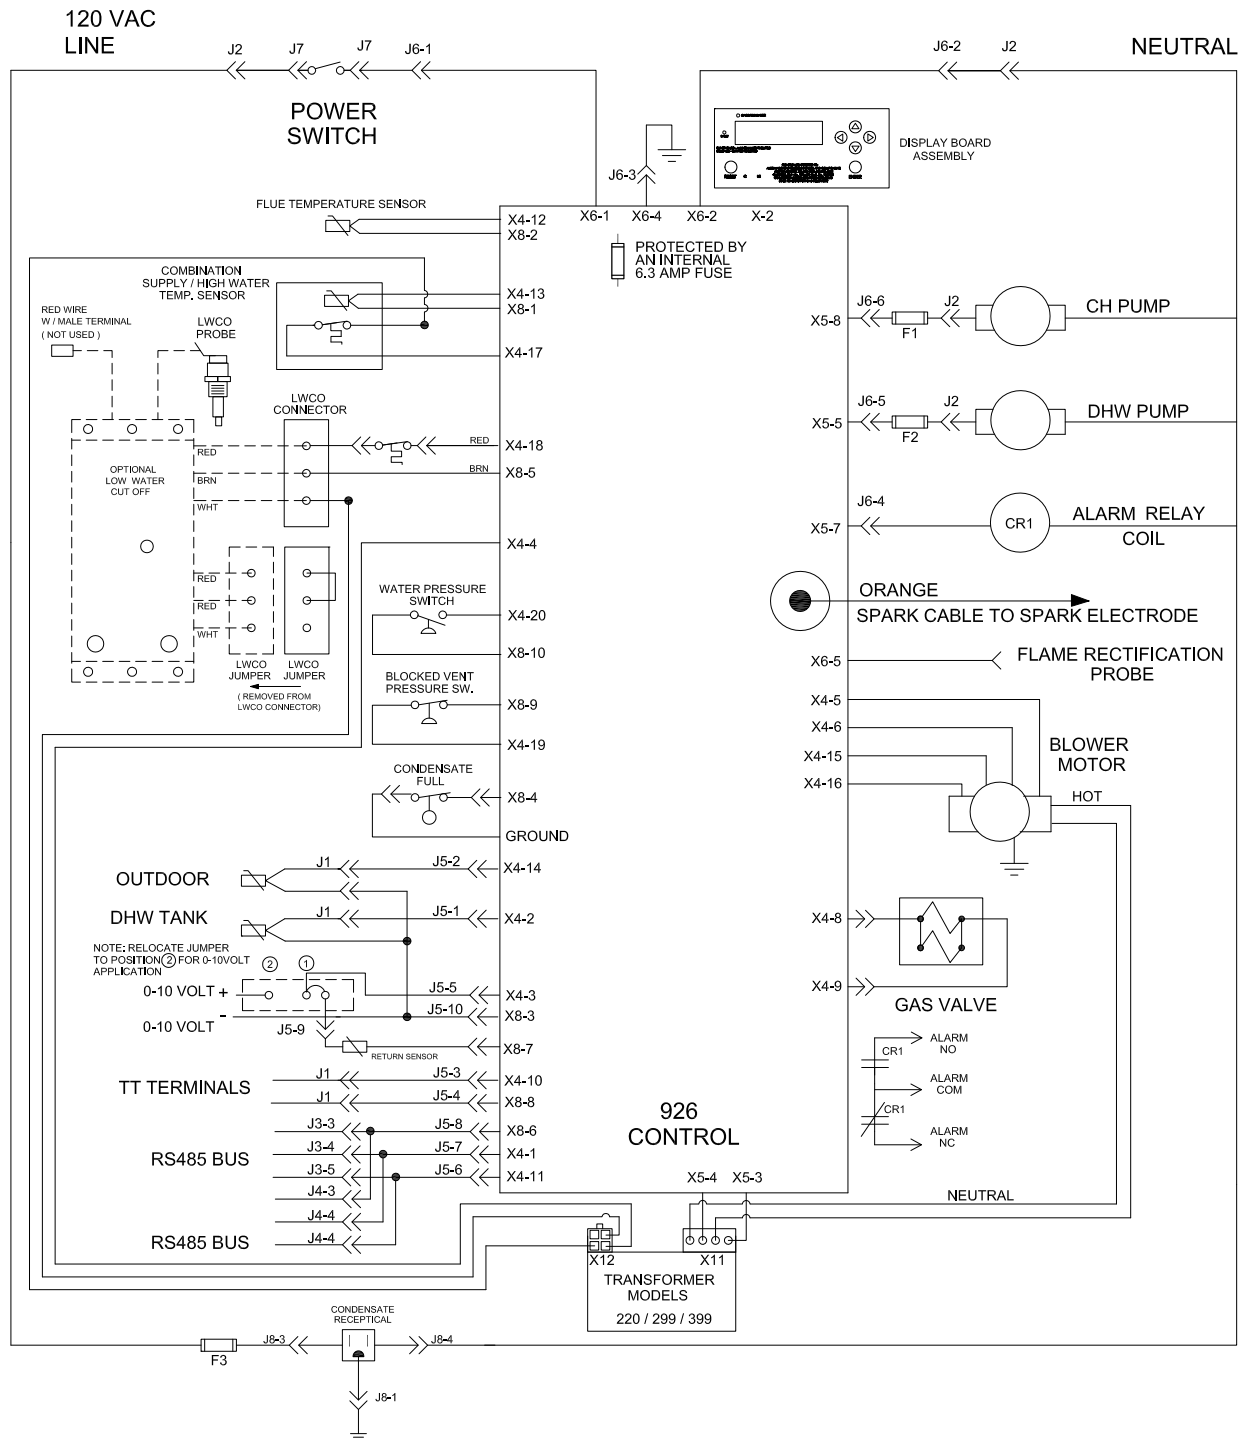 120 VAC
LINE
J2
J7
J7
J6-1
J6-2
J2
NEUTRAL
POWER
SWITCH
DISPLAY BOARD
ASSEMBLY
J6-3
FLUE TEMPERATURE SENSOR
X4-12
X8-2
X6-1
X6-4
X6-2
X-2
PROTECTED BY
AN INTERNAL
6.3 AMP FUSE
COMBINATION
SUPPLY / HIGH WATER
TEMP. SENSOR
X4-13
X8-1
X4-17
RED WIRE
W / MALE TERMINAL
( NOT USED )
LWCO
PROBE
X5-8
J6-6
F1
J2
CH PUMP
LWCO
CONNECTOR
X5-5
J6-5
F2
J2
DHW PUMP
RED
RED
X4-18
OPTIONAL
LOW WATER
CUT OFF
BRN
BRN
X8-5
WHT
X5-7
J6-4
CR1
ALARM RELAY
COIL
X4-4
RED
RED
WHT
WATER PRESSURE
SWITCH
X4-20
X8-10
ORANGE
SPARK CABLE TO SPARK ELECTRODE
X6-5
FLAME RECTIFICATION
PROBE
LWCO
JUMPER
LWCO
JUMPER
( REMOVED FROM
LWCO CONNECTOR)
BLOCKED VENT
PRESSURE SW.
X8-9
X4-19
X4-5
X4-6
X4-15
X4-16
BLOWER
MOTOR
HOT
CONDENSATE
FULL
X8-4
GROUND
OUTDOOR
J1
J5-2
X4-14
DHW TANK
J1
J5-1
X4-2
X4-8
X4-9
GAS VALVE
NOTE: RELOCATE JUMPER
TO POSITION 2 FOR 0-10VOLT
APPLICATION
2
1
0-10 VOLT +
J5-5
X4-3
0-10 VOLT -
J5-10
X8-3
J5-9
RETURN SENSOR
X8-7
CR1
ALARM
NO
ALARM
COM
CR1
ALARM
NC
TT TERMINALS
J1
J5-3
X4-10
J1
J5-4
X8-8
RS485 BUS
J3-3
J5-8
X8-6
J3-4
J5-7
X4-1
J3-5
J5-6
X4-11
J4-3
J4-4
RS485 BUS
J4-4
926
CONTROL
X5-4
X5-3
NEUTRAL
X12
X11
TRANSFORMER
MODELS
220 / 299 / 399
CONDENSATE
RECEPTICAL
F3
J8-3
J8-4
J8-1